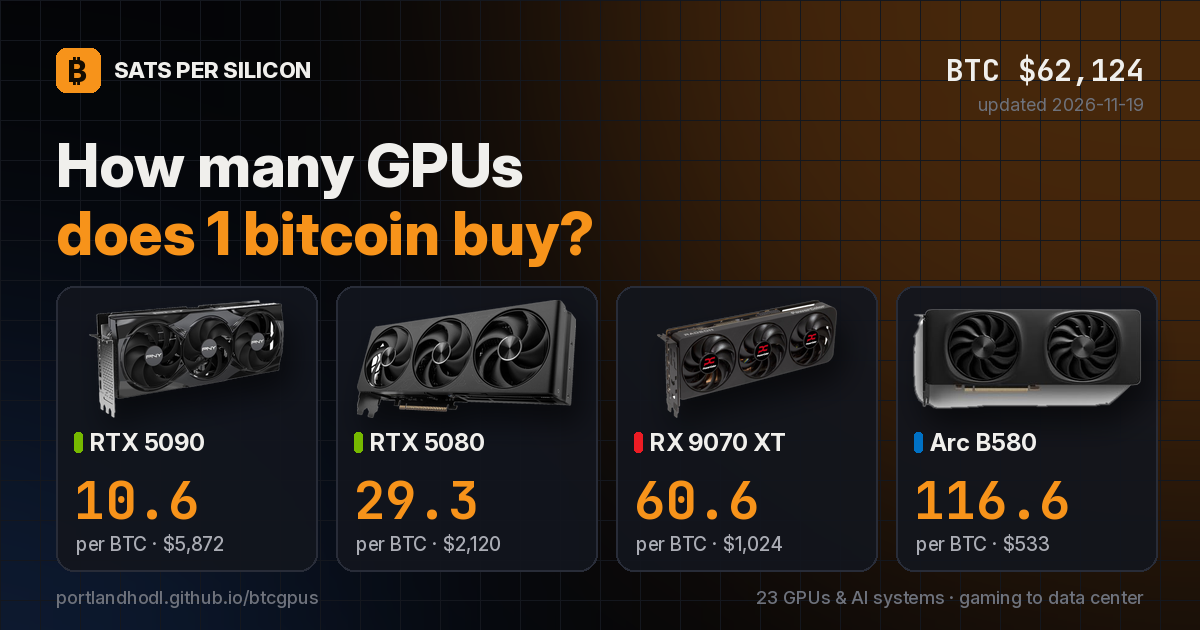 ₿ SATS PER SILICON
BTC $62,124
updated 2026-11-19
How many GPUs
does 1 bitcoin buy?
PNY PNY PNY
RTX 5090
10.6
per BTC · $5,872
RTX 5080
29.3
per BTC · $2,120
RX 9070 XT
60.6
per BTC · $1,024
Arc B580
116.6
per BTC · $533
portlandhodl.github.io/btcgpus
23 GPUs & AI systems · gaming to data center